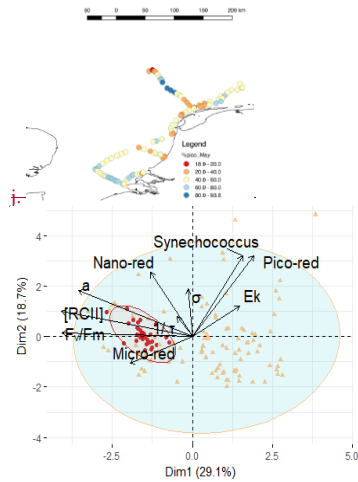 50 0 50 100 150 200 km
Legend
%pico_May
18.9 - 20.0
20.0 - 40.0
40.0 - 60.0
60.0 - 80.0
80.0 - 93.8
j.
Synechococcus
Nano-red
Pico-red
a
σ
Ek
[RCII]
1/τ
Fv/Fm
Micro-red
Dim2 (18.7%)
4
2
0
-2
-4
-2.5 0.0 2.5 5.0
Dim1 (29.1%)